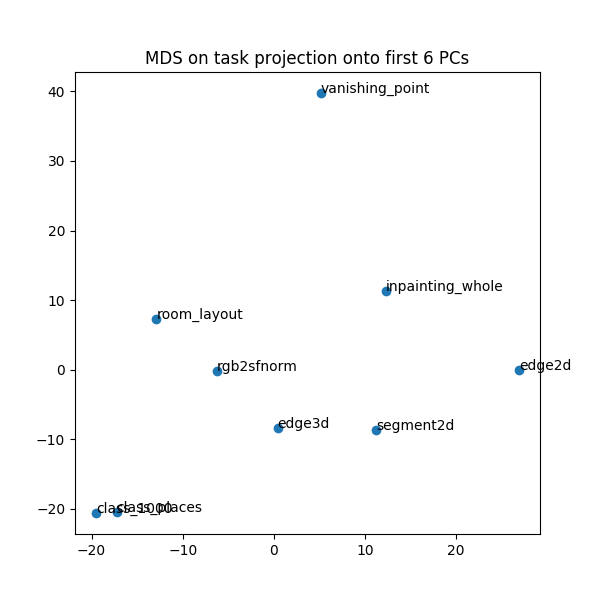 MDS on task projection onto first 6 PCs
40
vanishing_point
30
20
10
inpainting_whole
room_layout
0
rgb2sfnorm
edge2d
edge3d
segment2d
−10
−20
class_1000
class_places
−20
−10
0
10
20